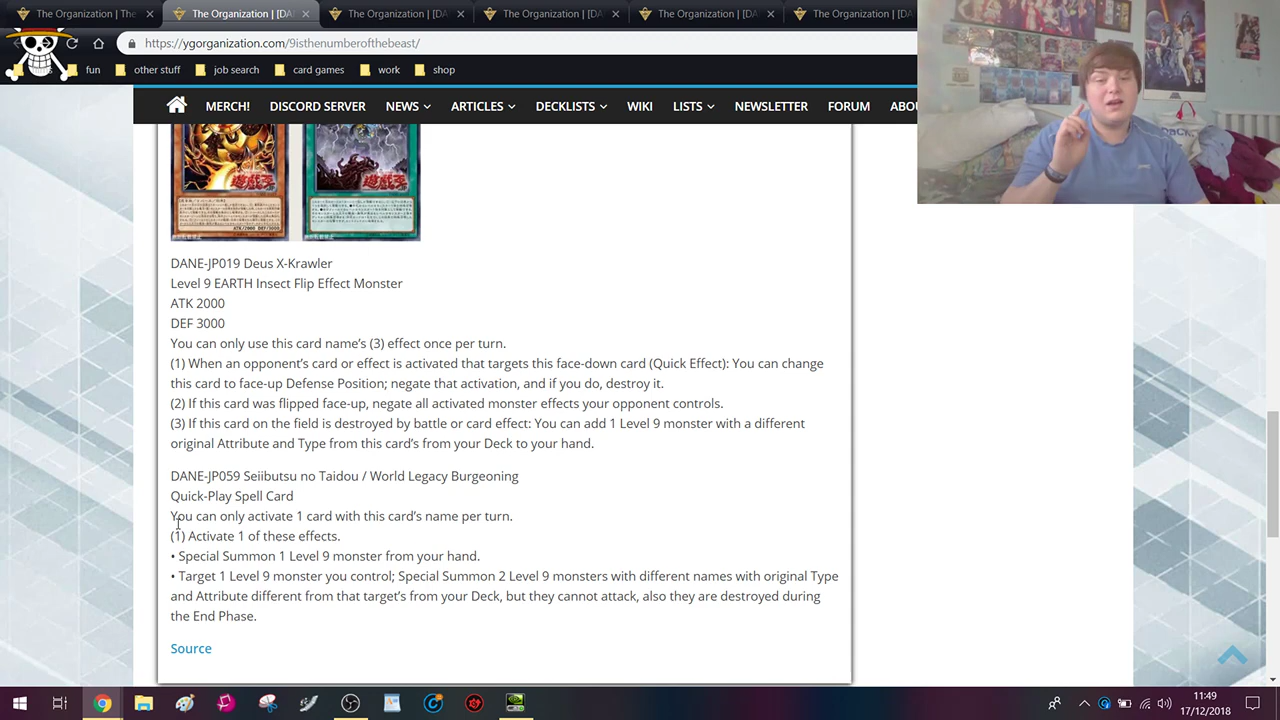 The Organization | The
The Organization | [DA
The Organization | [DA
The Organization | [DA
The Organization | [DA
The Organization | [DA
https://ygorganization.com/9isthenumberofthebeast/
fun
other stuff
job search
card games
work
shop
MERCH!
DISCORD SERVER
NEWS
ARTICLES
DECKLISTS
WIKI
LISTS
NEWSLETTER
FORUM
ABOU
遊戯王
遊戯王
ATK/2000 DEF/3000
DANE-JP019 Deus X-Krawler
Level 9 EARTH Insect Flip Effect Monster
ATK 2000
DEF 3000
You can only use this card name's (3) effect once per turn.
(1) When an opponent's card or effect is activated that targets this face-down card (Quick Effect): You can change
this card to face-up Defense Position; negate that activation, and if you do, destroy it.
(2) If this card was flipped face-up, negate all activated monster effects your opponent controls.
(3) If this card on the field is destroyed by battle or card effect: You can add 1 Level 9 monster with a different
original Attribute and Type from this card's from your Deck to your hand.
DANE-JP059 Seiibutsu no Taidou / World Legacy Burgeoning
Quick-Play Spell Card
You can only activate 1 card with this card's name per turn.
(1) Activate 1 of these effects.
• Special Summon 1 Level 9 monster from your hand.
• Target 1 Level 9 monster you control; Special Summon 2 Level 9 monsters with different names with original Type
and Attribute different from that target's from your Deck, but they cannot attack, also they are destroyed during
the End Phase.
Source
11:49
17/12/2018